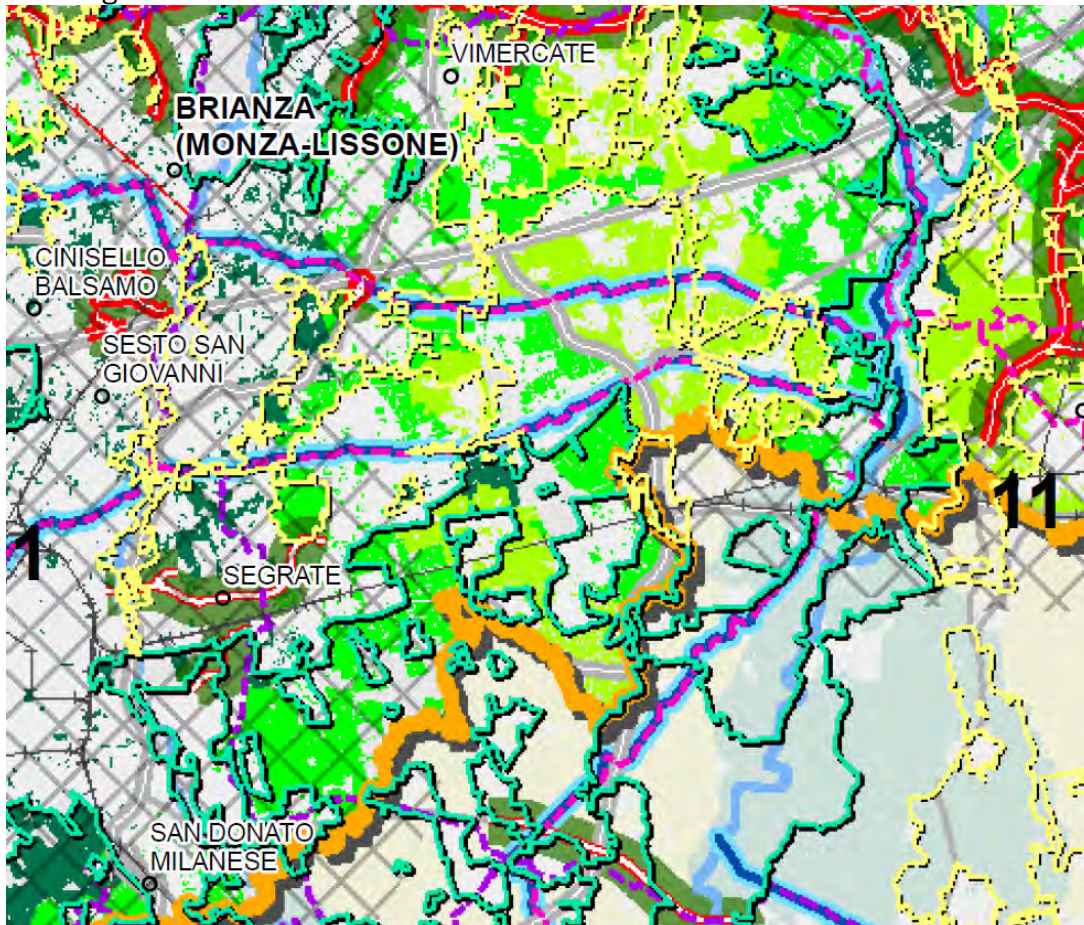 VIMERCATE
BRIANZA
(MONZA-LISSONE)
CINISELLO
BALSAMO
SESTO SAN
GIOVANNI
11
1
SEGRATE
SAN DONATO
MILANESE